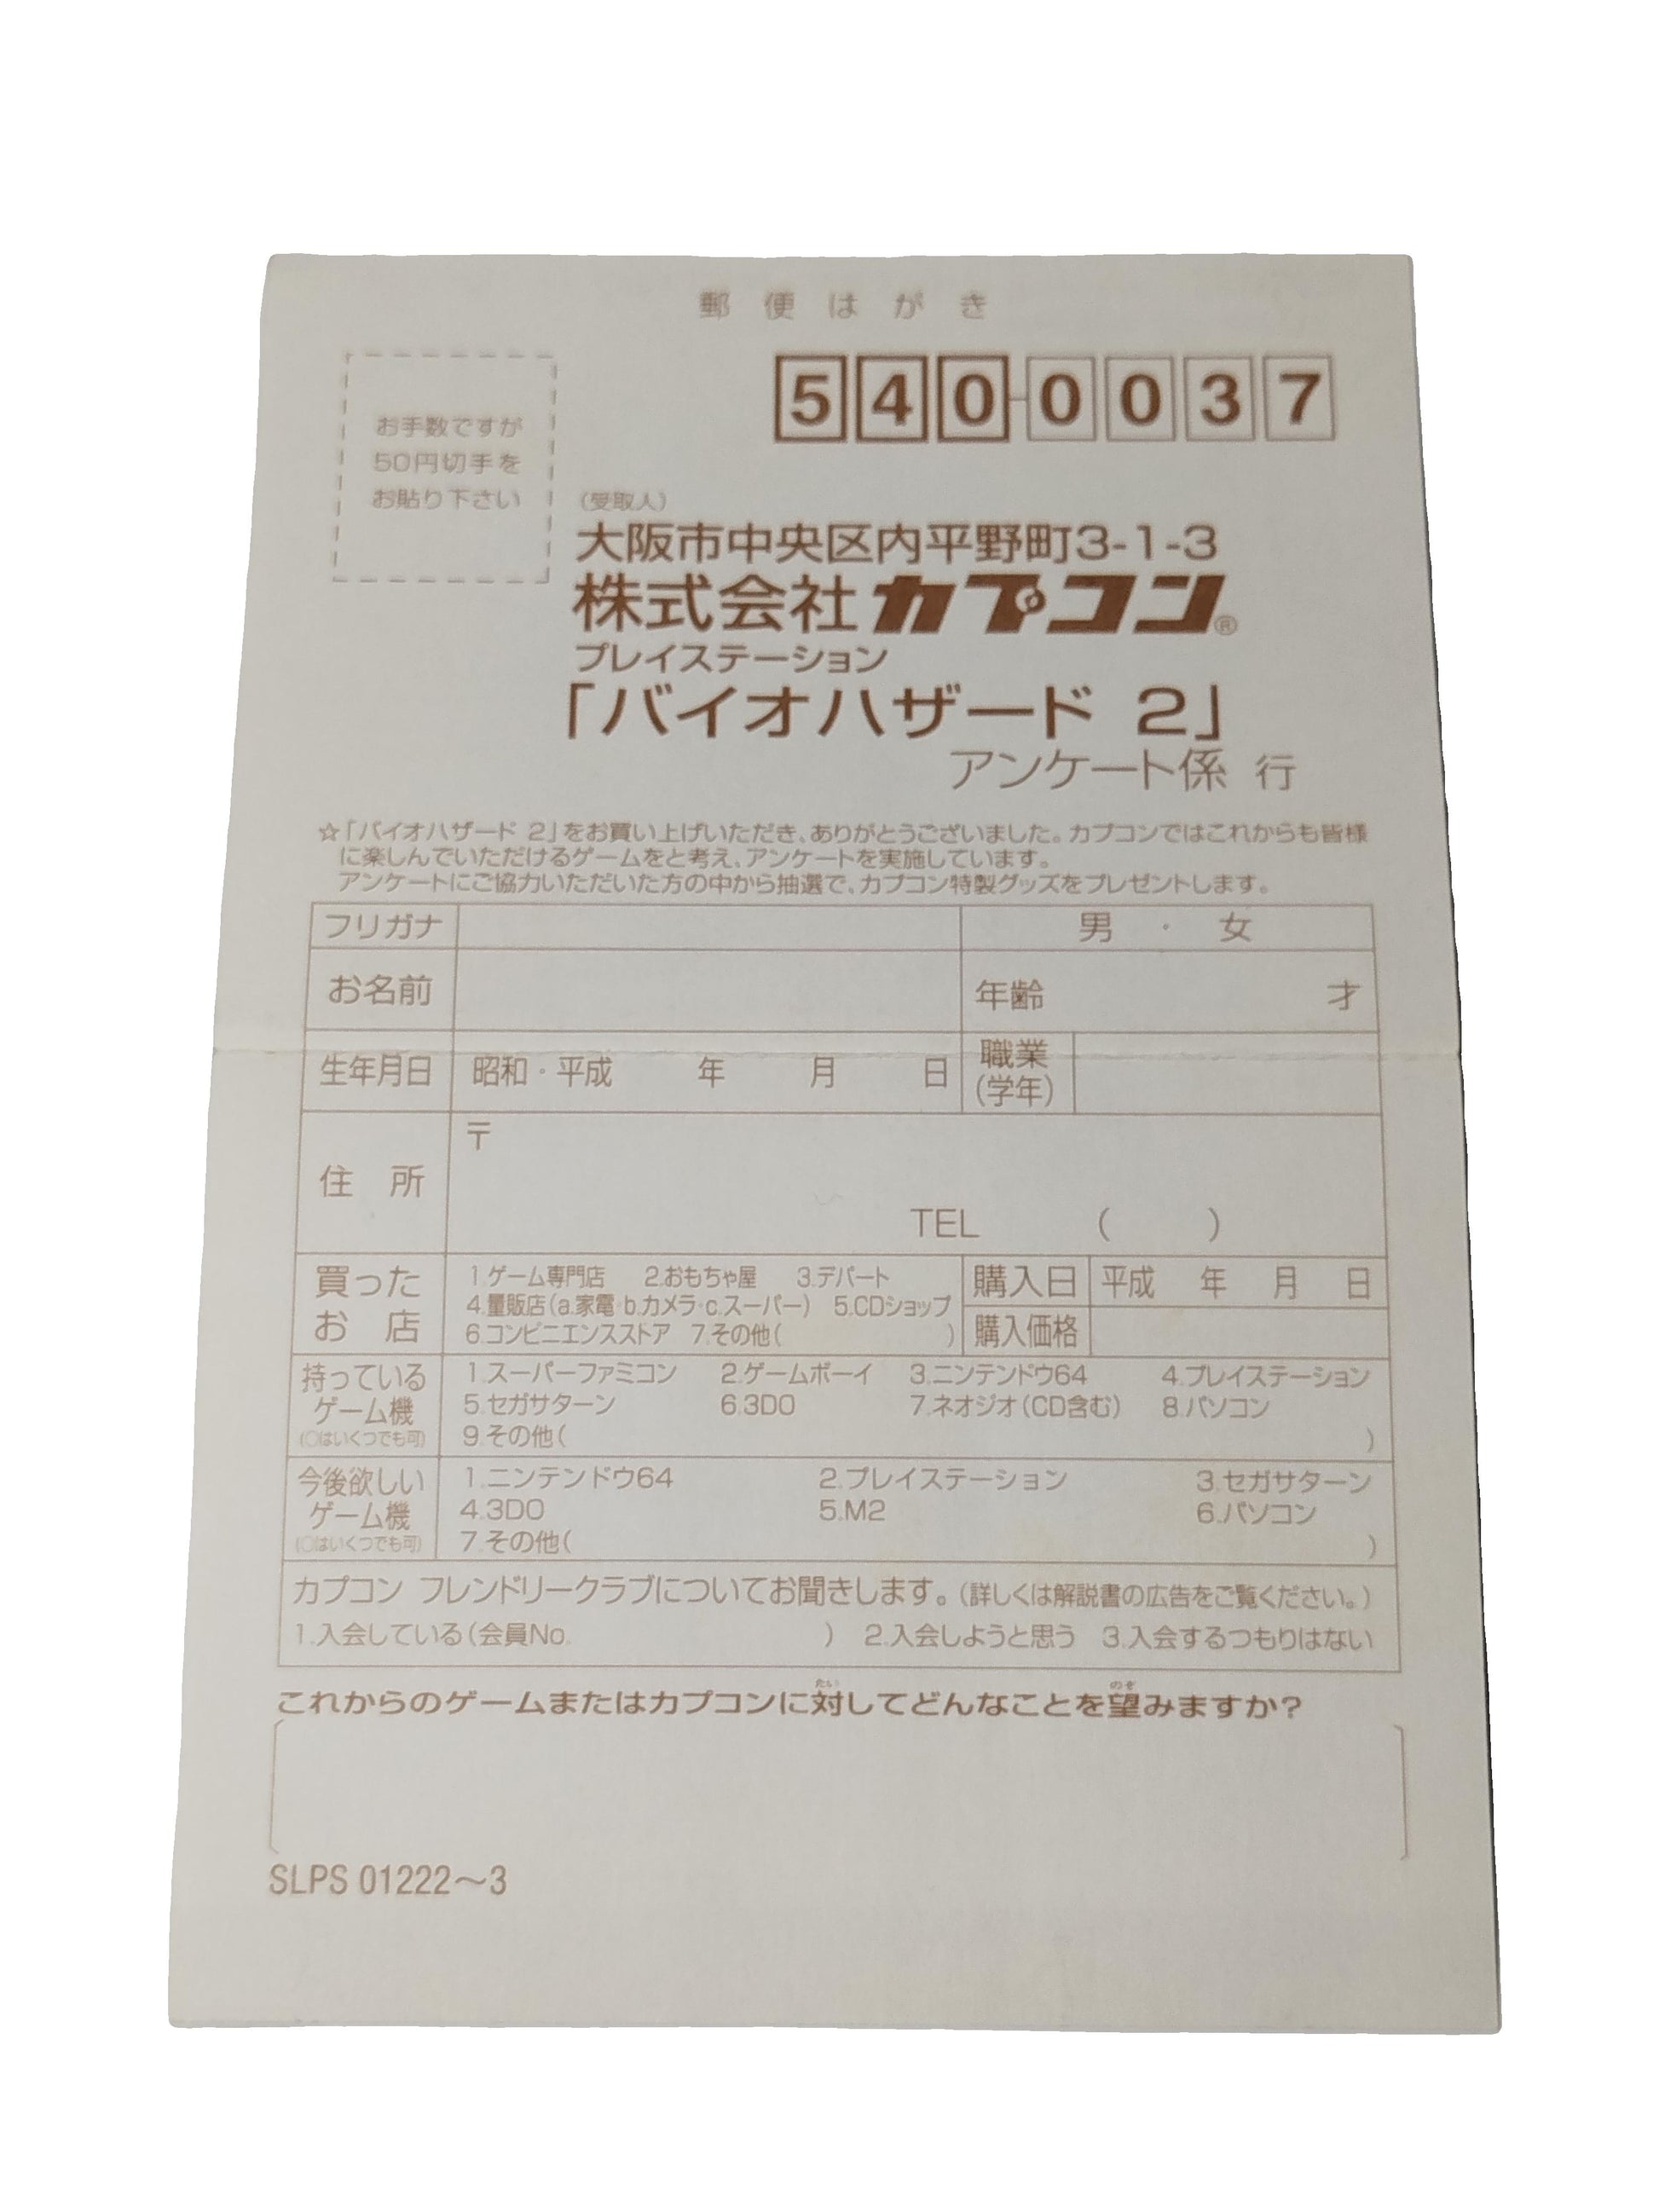 郵便はがき
540-0037
お手数ですが
50円切手を
お貼り下さい
(受取人)
大阪市中央区内平野町3-1-3
株式会社カプコン®
プレイステーション
「バイオハザード 2」
アンケート係 行
☆「バイオハザード 2」をお買い上げいただき、ありがとうございました。カプコンではこれからも皆様
に楽しんでいただけるゲームをと考え、アンケートを実施しています。
アンケートにご協力いただいた方の中から抽選で、カプコン特製グッズをプレゼントします。
フリガナ
男 ・ 女
お名前
年齢 才
生年月日
昭和・平成 年 月 日
職業
(学年)
住 所
〒
TEL ( )
買った
お 店
1.ゲーム専門店 2.おもちゃ屋 3.デパート
4.量販店(a.家電・b.カメラ・c.スーパー) 5.CDショップ
6.コンビニエンスストア 7.その他( )
購入日
平成 年 月 日
購入価格
持っている
ゲーム機
(○はいくつでも可)
1.スーパーファミコン 2.ゲームボーイ 3.ニンテンドウ64 4.プレイステーション
5.セガサターン 6.3DO 7.ネオジオ(CD含む) 8.パソコン
9.その他( )
今後欲しい
ゲーム機
(○はいくつでも可)
1.ニンテンドウ64 2.プレイステーション 3.セガサターン
4.3DO 5.M2 6.パソコン
7.その他( )
カプコン フレンドリークラブについてお聞きします。(詳しくは解説書の広告をご覧ください。)
1.入会している(会員No. ) 2.入会しようと思う 3.入会するつもりはない
たい のぞ
これからのゲームまたはカプコンに対してどんなことを望みますか?
SLPS 01222~3